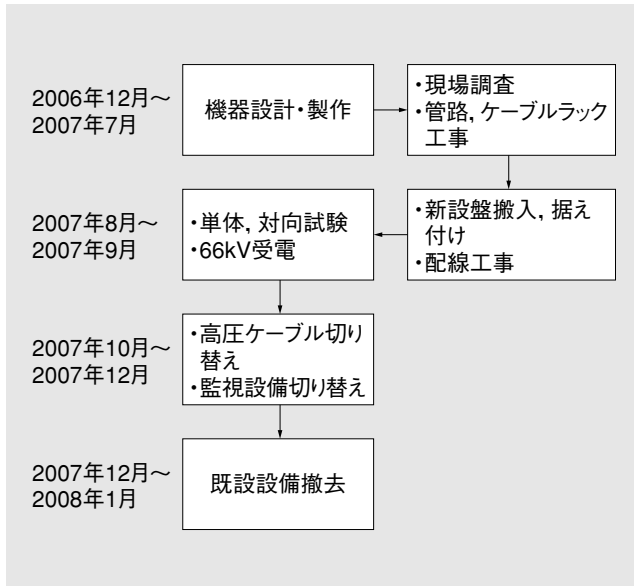 2006年12月～
2007年7月
機器設計・製作
・現場調査
・管路，ケーブルラック
工事
2007年8月～
2007年9月
・単体，対向試験
・66kV受電
・新設盤搬入，据え
付け
・配線工事
2007年10月～
2007年12月
・高圧ケーブル切り
替え
・監視設備切り替え
2007年12月～
2008年1月
既設設備撤去